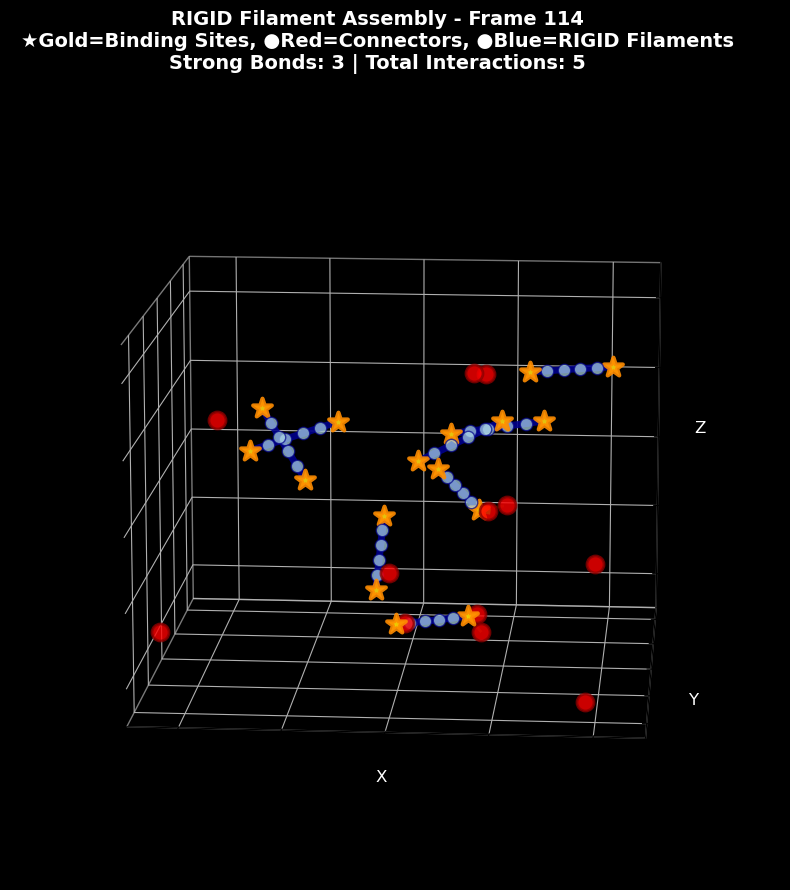 RIGID Filament Assembly - Frame 114
★Gold=Binding Sites, ●Red=Connectors, ●Blue=RIGID Filaments
Strong Bonds: 3 | Total Interactions: 5
Z
Y
X